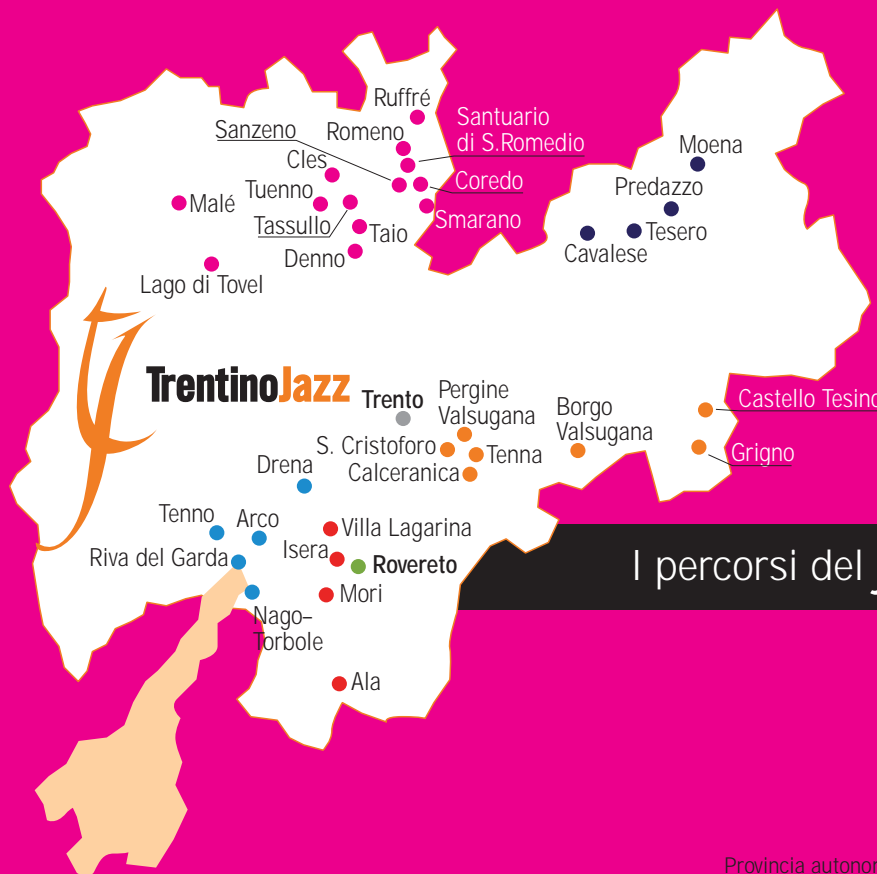 Ruffré
Santuario
di S.Romedio
Sanzeno
Romeno
Moena
Cles
Coredo
Predazzo
Tuenno
Malé
Smarano
Tassullo
Taio
Tesero
Cavalese
Denno
Lago di Tovel
TrentinoJazz
Trento
Pergine
Valsugana
Castello Tesino
Borgo
Valsugana
S. Cristoforo
Tenna
Grigno
Drena
Calceranica
Tenno
Arco
Villa Lagarina
Isera
Riva del Garda
Rovereto
I percorsi del
Mori
Nago–
Torbole
Ala
Provincia autonom